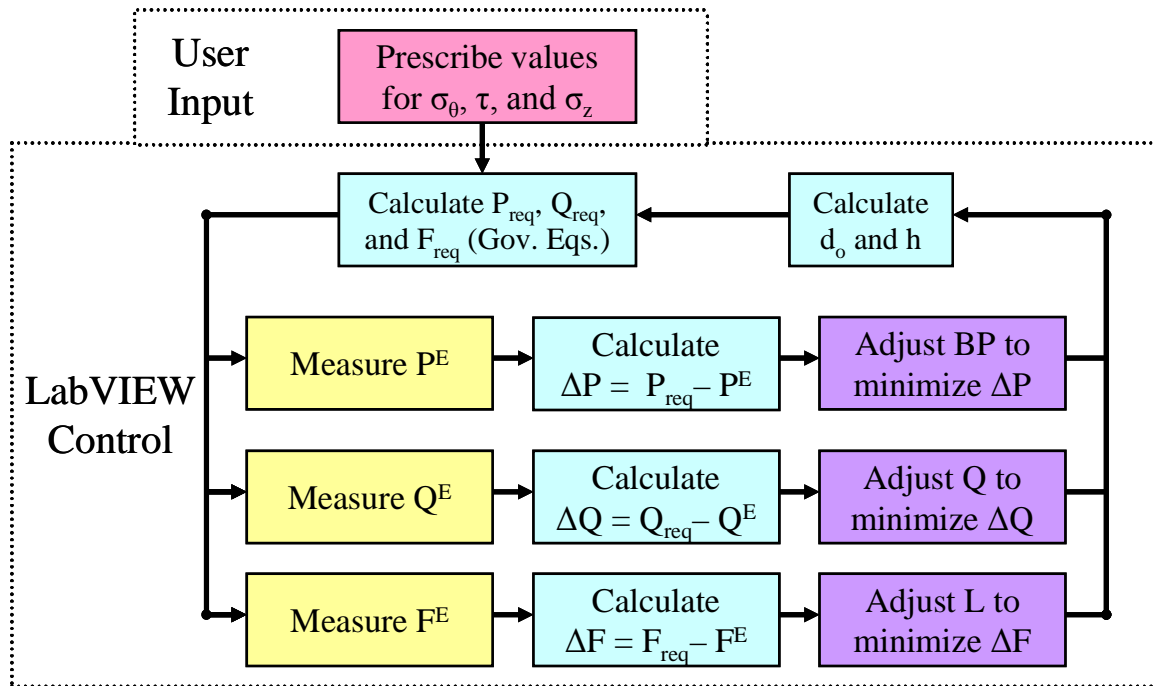 User
Input
Prescribe values
for σθ, τ, and σz
LabVIEW
Control
Calculate Preq, Qreq,
and Freq (Gov. Eqs.)
Calculate
do and h
Measure PE
Calculate
ΔP = Preq– PE
Adjust BP to
minimize ΔP
Measure QE
Calculate
ΔQ = Qreq– QE
Adjust Q to
minimize ΔQ
Measure FE
Calculate
ΔF = Freq– FE
Adjust L to
minimize ΔF